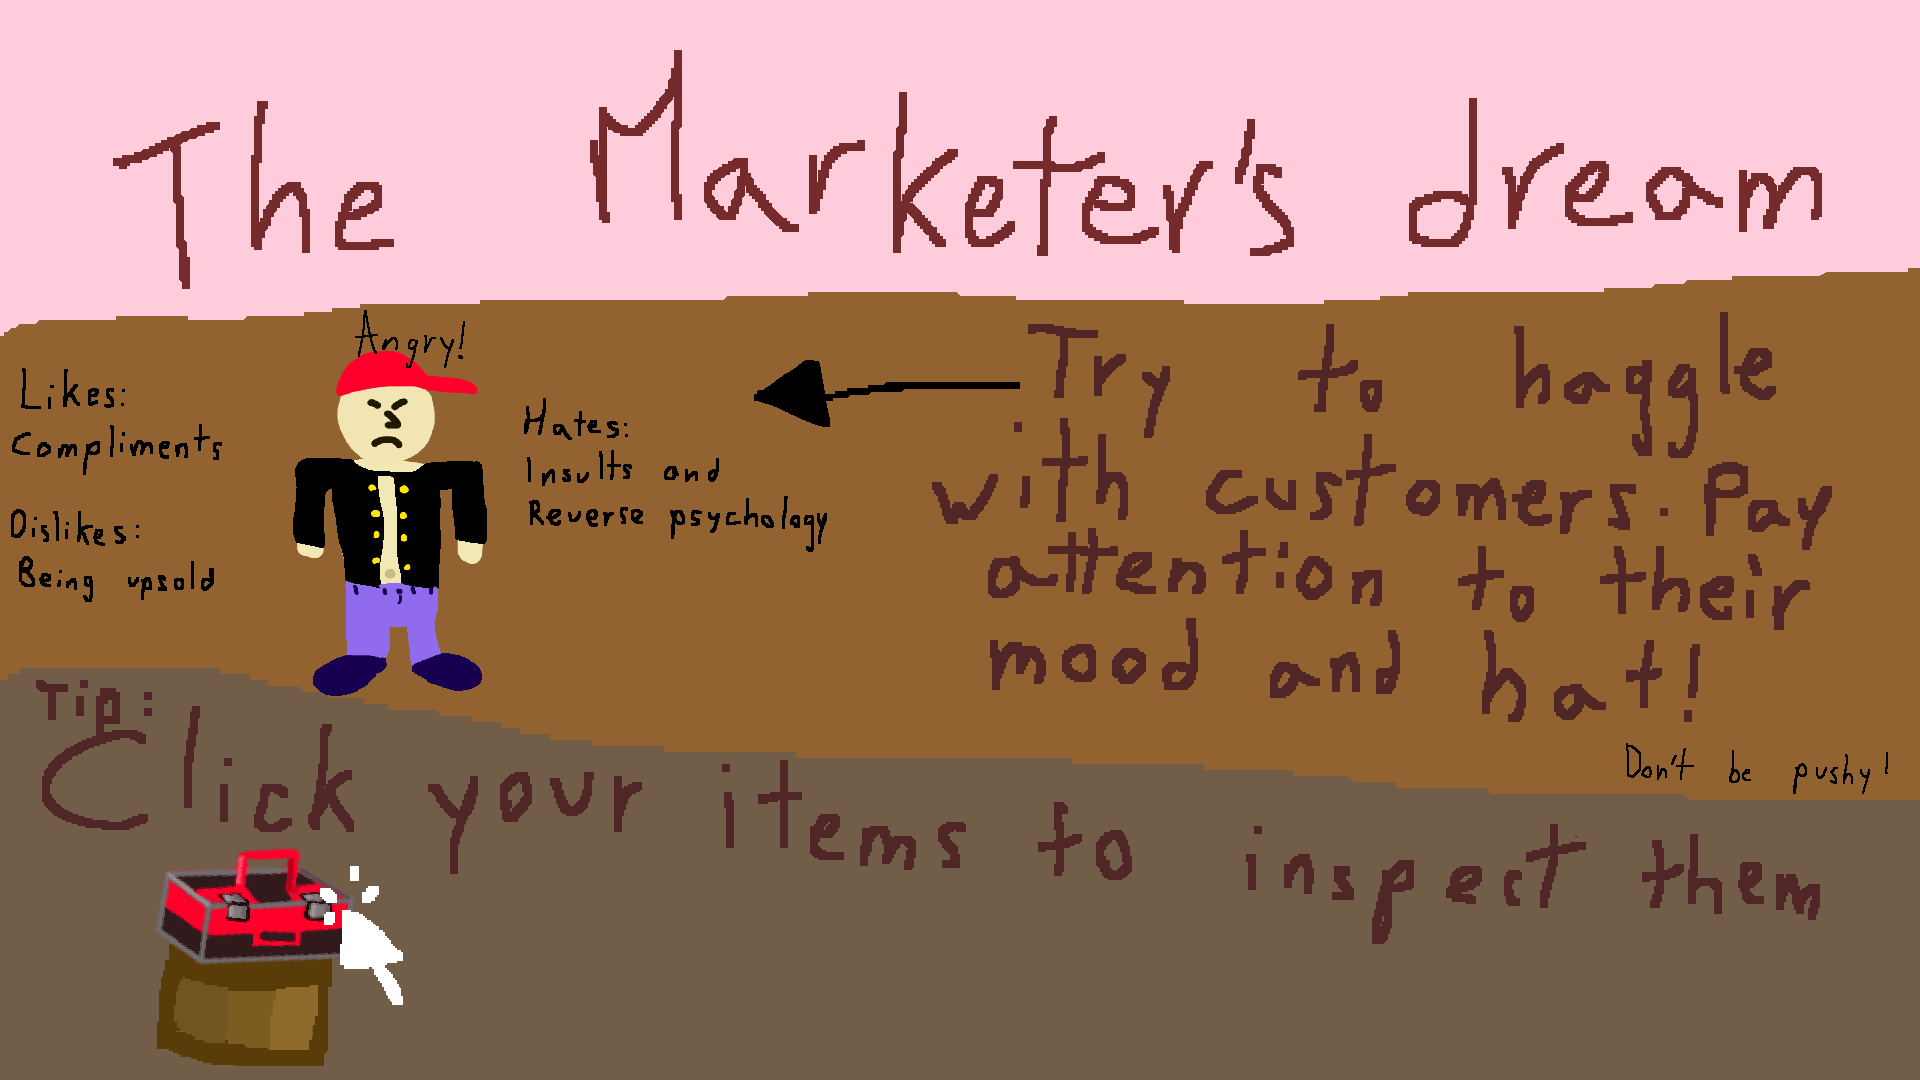 The Marketer's dream
Angry!
Likes:
Compliments
Dislikes:
Being upsold
Hates:
Insults and
Reverse psychology
Try to haggle
with customers. Pay
attention to their
mood and hat!
Don't be pushy!
Tip:
Click your items to inspect them